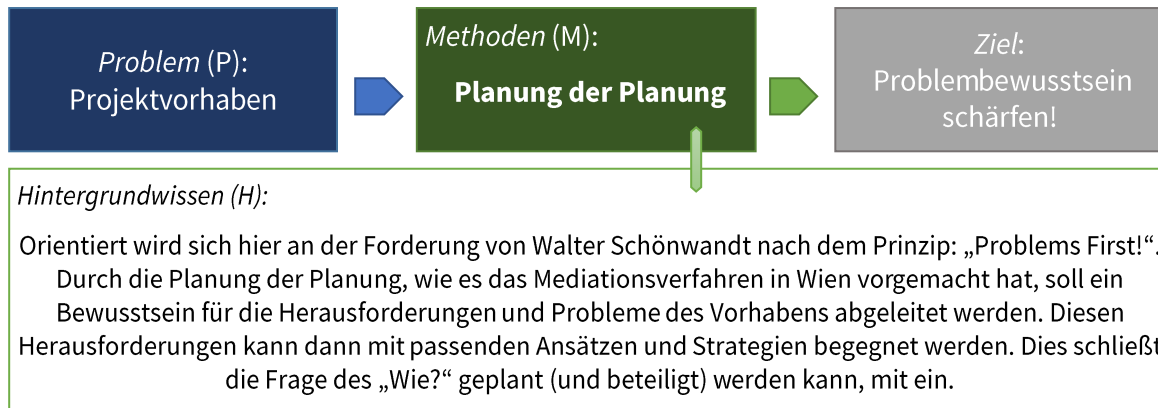 Problem (P):
Projektvorhaben
Methoden (M):
Planung der Planung
Ziel:
Problembewusstsein
schärfen!
Hintergrundwissen (H):
Orientiert wird sich hier an der Forderung von Walter Schönwandt nach dem Prinzip: „Problems First!“.
Durch die Planung der Planung, wie es das Mediationsverfahren in Wien vorgemacht hat, soll ein
Bewusstsein für die Herausforderungen und Probleme des Vorhabens abgeleitet werden. Diesen
Herausforderungen kann dann mit passenden Ansätzen und Strategien begegnet werden. Dies schließt
die Frage des „Wie?“ geplant (und beteiligt) werden kann, mit ein.